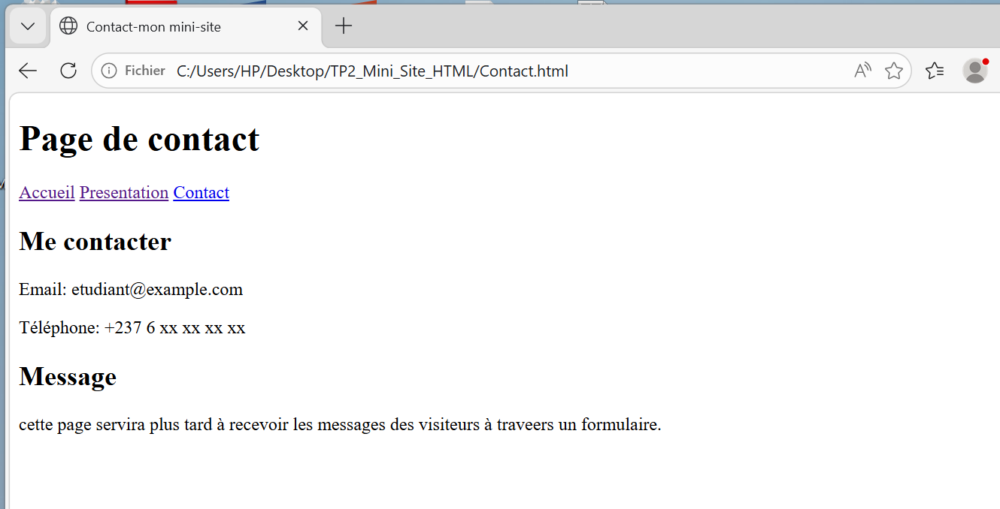 Contact-mon mini-site
Fichier C:/Users/HP/Desktop/TP2_Mini_Site_HTML/Contact.html
Page de contact
Accueil Presentation Contact
Me contacter
Email: etudiant@example.com
Téléphone: +237 6 xx xx xx xx
Message
cette page servira plus tard à recevoir les messages des visiteurs à traveers un formulaire.